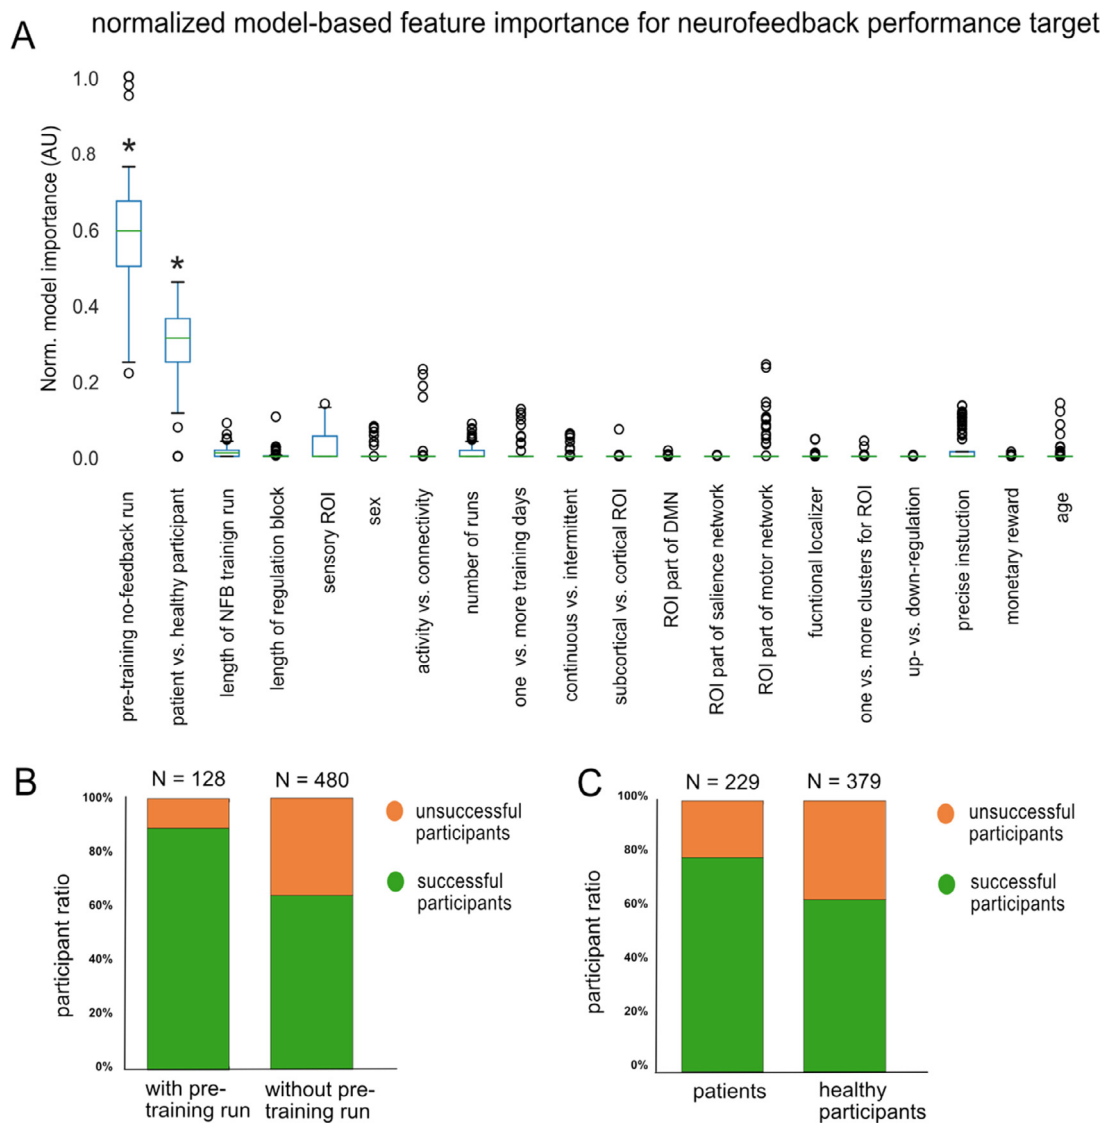 A
normalized model-based feature importance for neurofeedback performance target
Norm. model importance (AU)
1.0
0.8
0.6
0.4
0.2
0.0
*
*
pre-training no-feedback run
patient vs. healthy participant
length of NFB trainign run
length of regulation block
sensory ROI
sex
activity vs. connectivity
number of runs
one vs. more training days
continuous vs. intermittent
subcortical vs. cortical ROI
ROI part of DMN
ROI part of salience network
ROI part of motor network
fucntional localizer
one vs. more clusters for ROI
up- vs. down-regulation
precise instuction
monetary reward
age
B
N = 128
N = 480
participant ratio
100%
80%
60%
40%
20%
0%
with pre-
training run
without pre-
training run
unsuccessful
participants
successful
participants
C
N = 229
N = 379
participant ratio
100%
80%
60%
40%
20%
0%
patients
healthy
participants
unsuccessful
participants
successful
participants